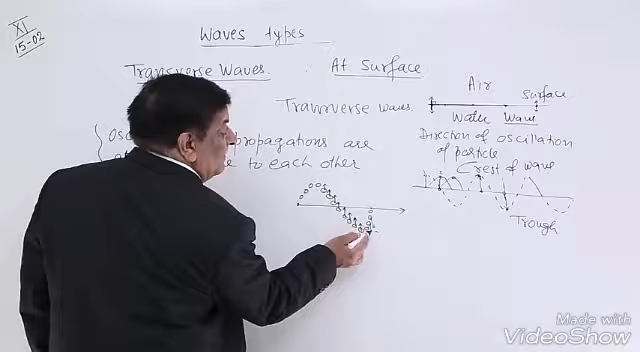 XI
15-02
Waves types
Transverse Waves. : At Surface
Air
Surface
Tranrverse waves.
Water Wave
propagations are
to each other
Direction of oscillation
of particle
Crest of wave
Trough
Made with
VideoShow